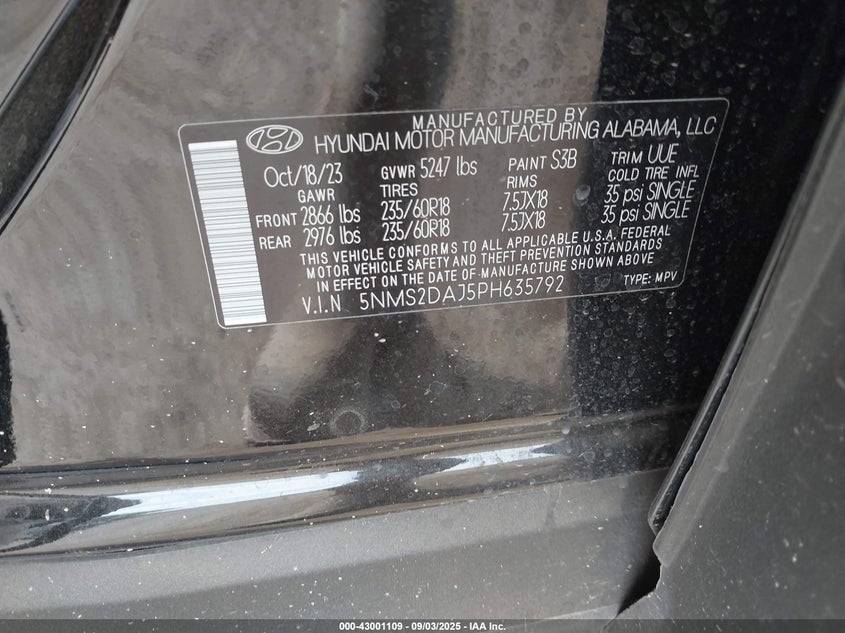 MANUFACTURED BY
HYUNDAI MOTOR MANUFACTURING ALABAMA, LLC
Oct/18/23 GVWR 5247 lbs PAINT S3B TRIM UUE
GAWR TIRES RIMS COLD TIRE INFL
FRONT 2866 lbs 235/60R18 7.5JX18 35 psi SINGLE
REAR 2976 lbs 235/60R18 7.5JX18 35 psi SINGLE
THIS VEHICLE CONFORMS TO ALL APPLICABLE U.S.A. FEDERAL
MOTOR VEHICLE SAFETY AND THEFT PREVENTION STANDARDS
IN EFFECT ON THE DATE OF MANUFACTURE SHOWN ABOVE.
V.I.N 5NMS2DAJ5PH635792 TYPE: MPV
000-43001109 - 09/03/2025 - IAA Inc.